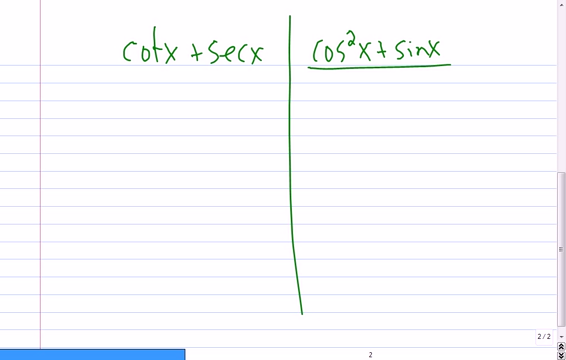 cotx + secx
cos²x + sinx
2/2
2